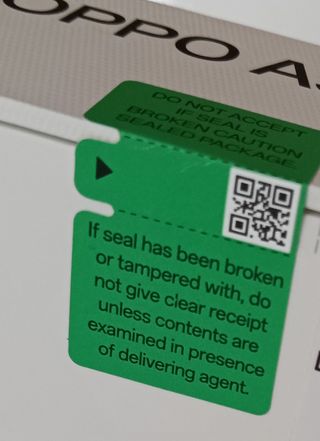 OPPO A
DO NOT ACCEPT
IF SEAL IS
BROKEN CAUTION
SEALED PACKAGE
If seal has been broken
or tampered with, do
not give clear receipt
unless contents are
examined in presence
of delivering agent.